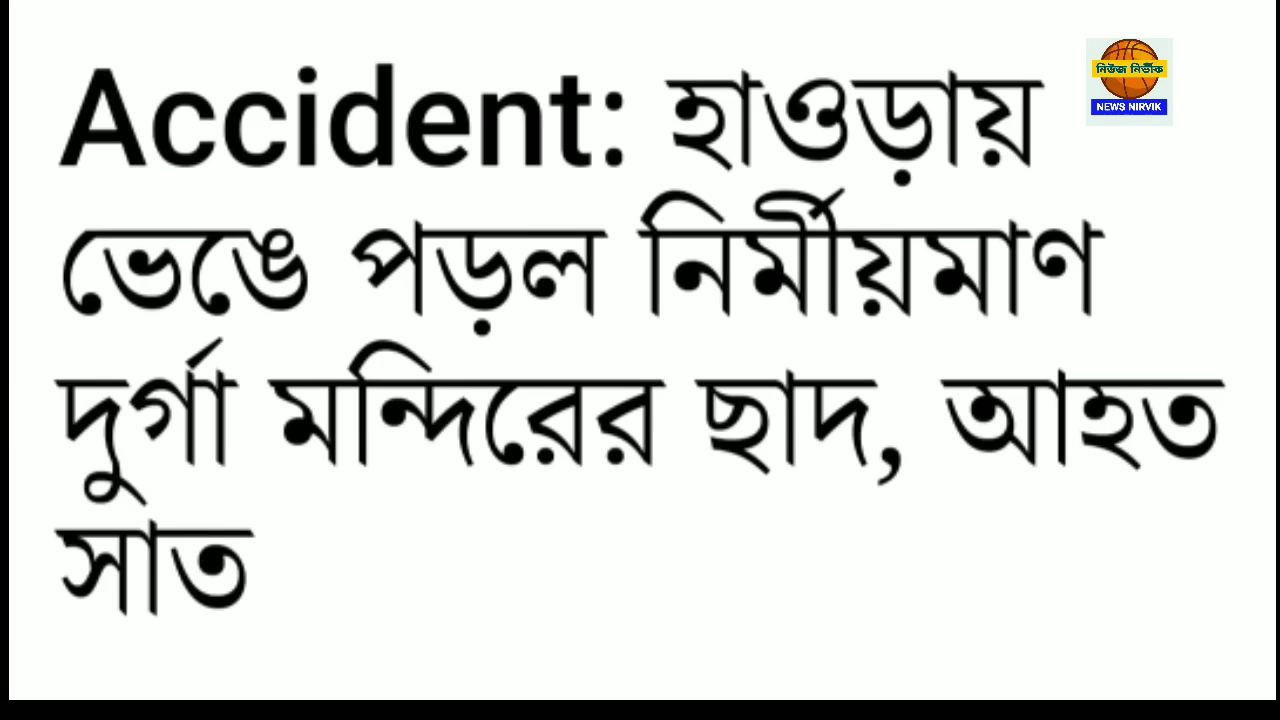 Accident: হাওড়ায়
ভেঙে পড়ল নির্মীয়মাণ
দুর্গা মন্দিরের ছাদ, আহত
সাত
নিউজ নির্ভীক
NEWS NIRVIK